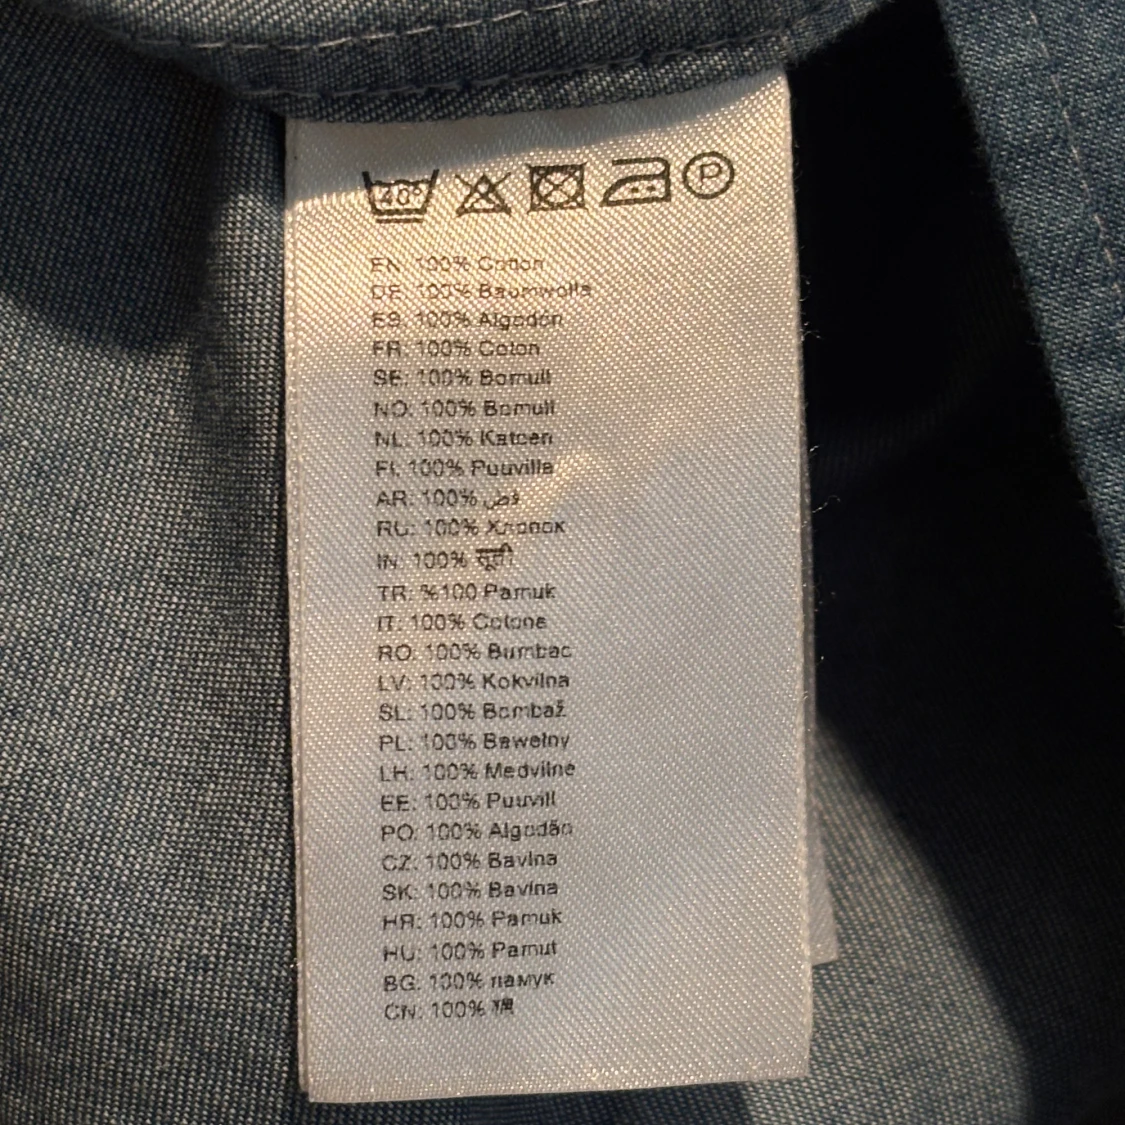 40°
P
EN: 100% Cotton
DE: 100% Baumwolle
ES: 100% Algodón
FR: 100% Coton
SE: 100% Bomull
NO: 100% Bomull
NL: 100% Katoen
FI: 100% Puuvilla
AR: 100%
RU: 100% Хлопок
IN: 100% सूती
TR: %100 Pamuk
IT: 100% Cotone
RO: 100% Bumbac
LV: 100% Kokvilna
SL: 100% Bombaž
PL: 100% Bawełny
LH: 100% Medvilne
EE: 100% Puuvill
PO: 100% Algodão
CZ: 100% Bavlna
SK: 100% Bavlna
HR: 100% Pamuk
HU: 100% Pamut
BG: 100% памук
CN: 100%